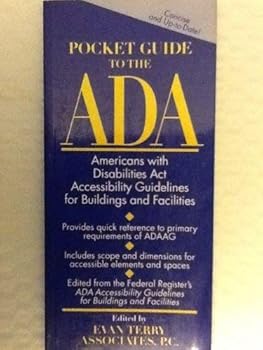 Concise
and Up-to-Date!
POCKET GUIDE
TO THE
ADA
Americans with
Disabilities Act
Accessibility Guidelines
for Buildings and Facilities
Provides quick reference to primary
requirements of ADAAG
Includes scope and dimensions for
accessible elements and spaces
Edited from the Federal Register's
ADA Accessibility Guidelines
for Buildings and Facilities
Edited by
EVAN TERRY
ASSOCIATES, P.C.